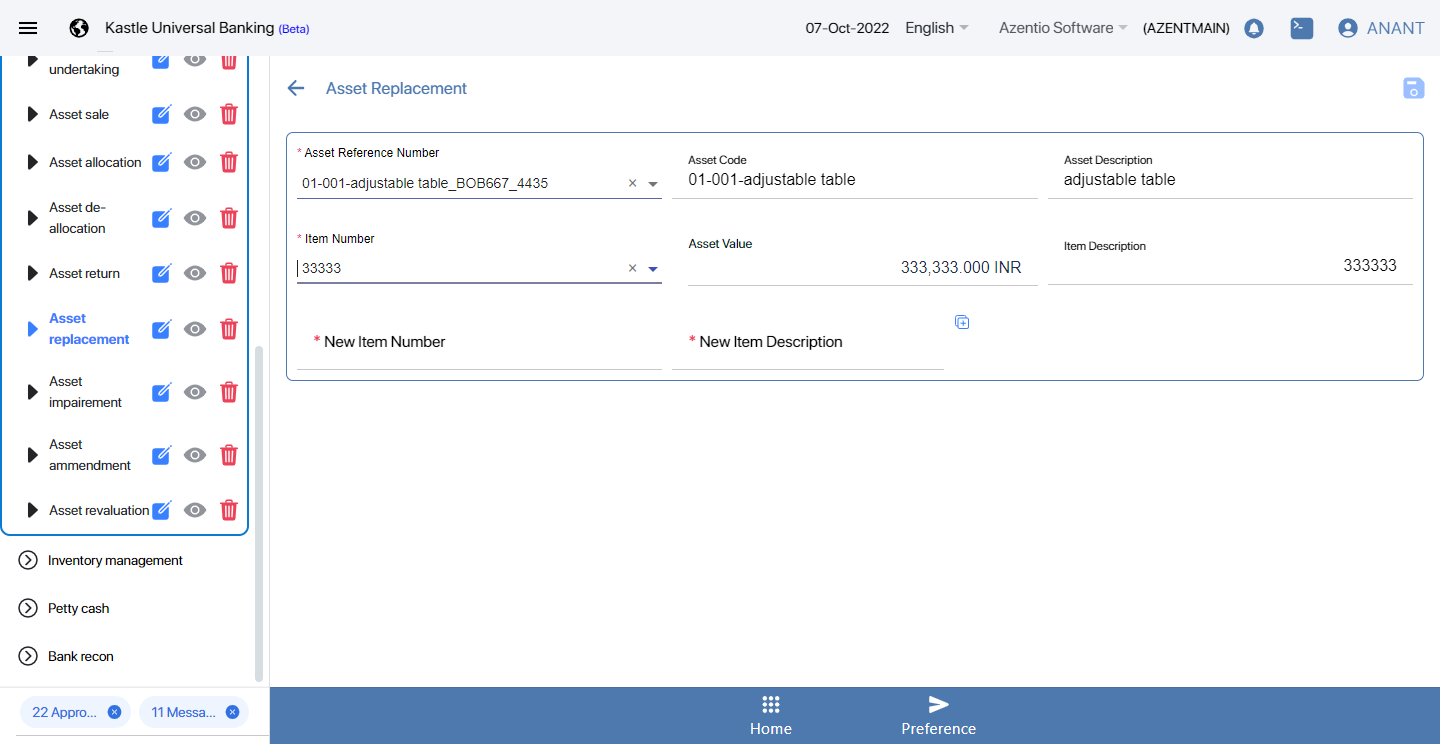 Kastle Universal Banking (Beta)
07-Oct-2022
English
Azentio Software
(AZENTMAIN)
ANANT
undertaking
Asset sale
Asset allocation
Asset de-
allocation
Asset return
Asset
replacement
Asset
impairement
Asset
ammendment
Asset revaluation
Inventory management
Petty cash
Bank recon
22 Appro...
11 Messa...
Asset Replacement
* Asset Reference Number
01-001-adjustable table_BOB667_4435
Asset Code
01-001-adjustable table
Asset Description
adjustable table
* Item Number
33333
Asset Value
333,333.000 INR
Item Description
333333
* New Item Number
* New Item Description
Home
Preference